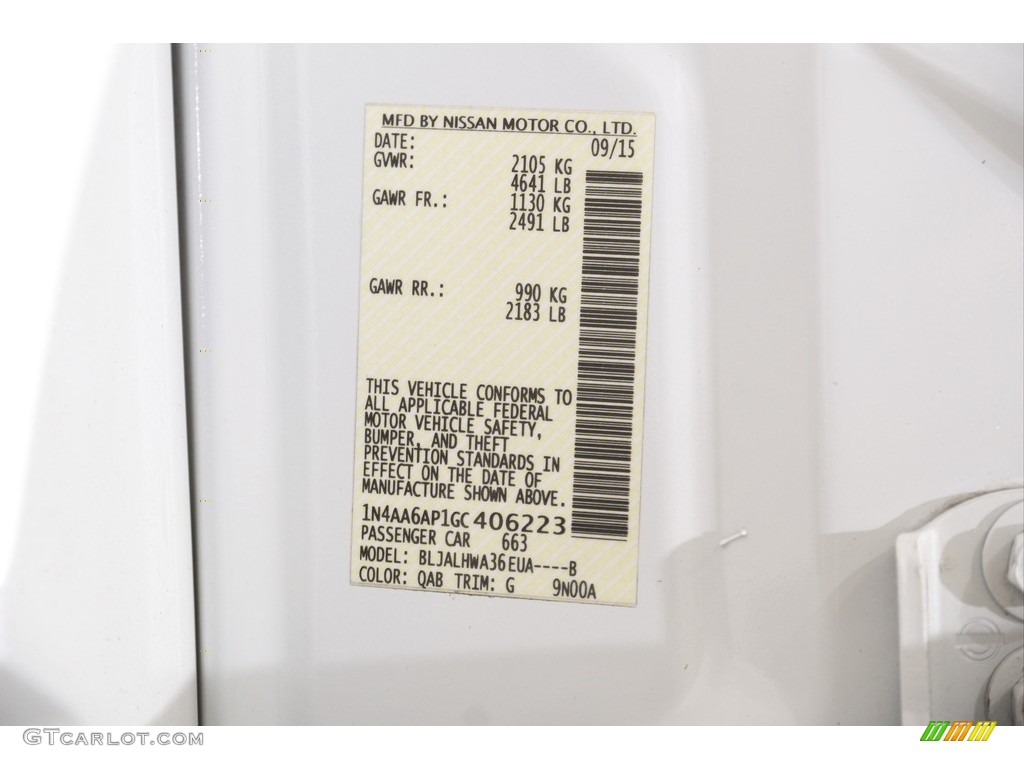 MFD BY NISSAN MOTOR CO., LTD.
DATE: 09/15
GVWR: 2105 KG
4641 LB
GAWR FR.: 1130 KG
2491 LB
GAWR RR.: 990 KG
2183 LB
THIS VEHICLE CONFORMS TO
ALL APPLICABLE FEDERAL
MOTOR VEHICLE SAFETY,
BUMPER, AND THEFT
PREVENTION STANDARDS IN
EFFECT ON THE DATE OF
MANUFACTURE SHOWN ABOVE.
1N4AA6AP1GC406223
PASSENGER CAR 663
MODEL: BLJALHWA36EUA----B
COLOR: QAB TRIM: G 9N00A
GTCARLOT.COM